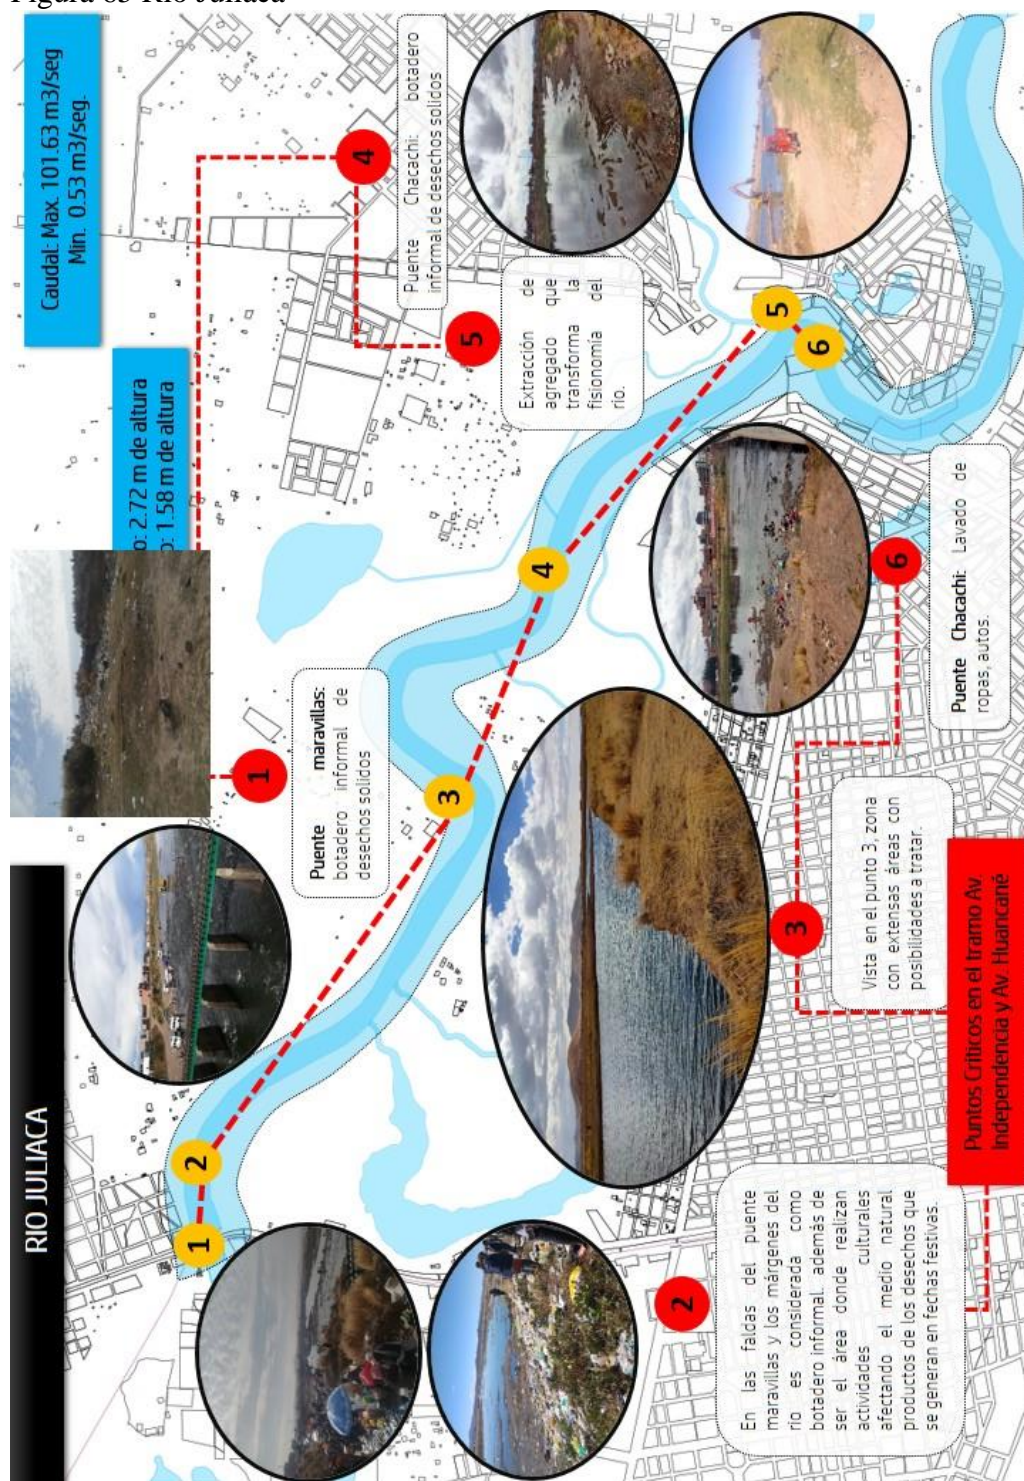 Figura 85 Rio Juliaca
RIO JULIACA
Caudal: Max. 101.63 m3/seg
Min. 0.53 m3/seg.
o: 2.72 m de altura
o: 1.58 m de altura
1
Puente maravillas:
botadero informal de
desechos solidos
4
Puente Chacachi: botadero
informal de desechos solidos
5
Extracción de
agregado que
transforma la
fisionomía del
rio.
1
2
3
4
5
6
2
En las faldas del puente
maravillas y los márgenes del
rio es considerada como
botadero informal. además de
ser el área donde realizan
actividades culturales
afectando el medio natural
productos de los desechos que
se generan en fechas festivas.
3
Vista en el punto 3, zona
con extensas áreas con
posibilidades a tratar.
6
Puente Chacachi: Lavado de
ropas, autos.
Puntos Críticos en el tramo Av.
Independencia y Av. Huancané